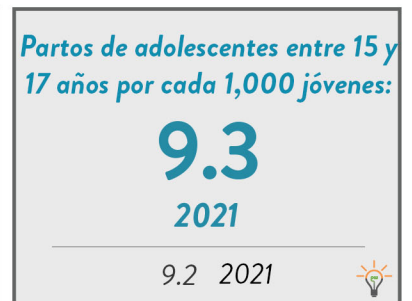 Partos de adolescentes entre 15 y
17 años por cada 1,000 jóvenes:
9.3
2021
9.2 2021